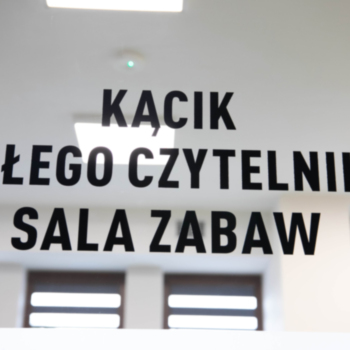 KĄCIK
ŁEGO CZYTELNI
SALA ZABAW